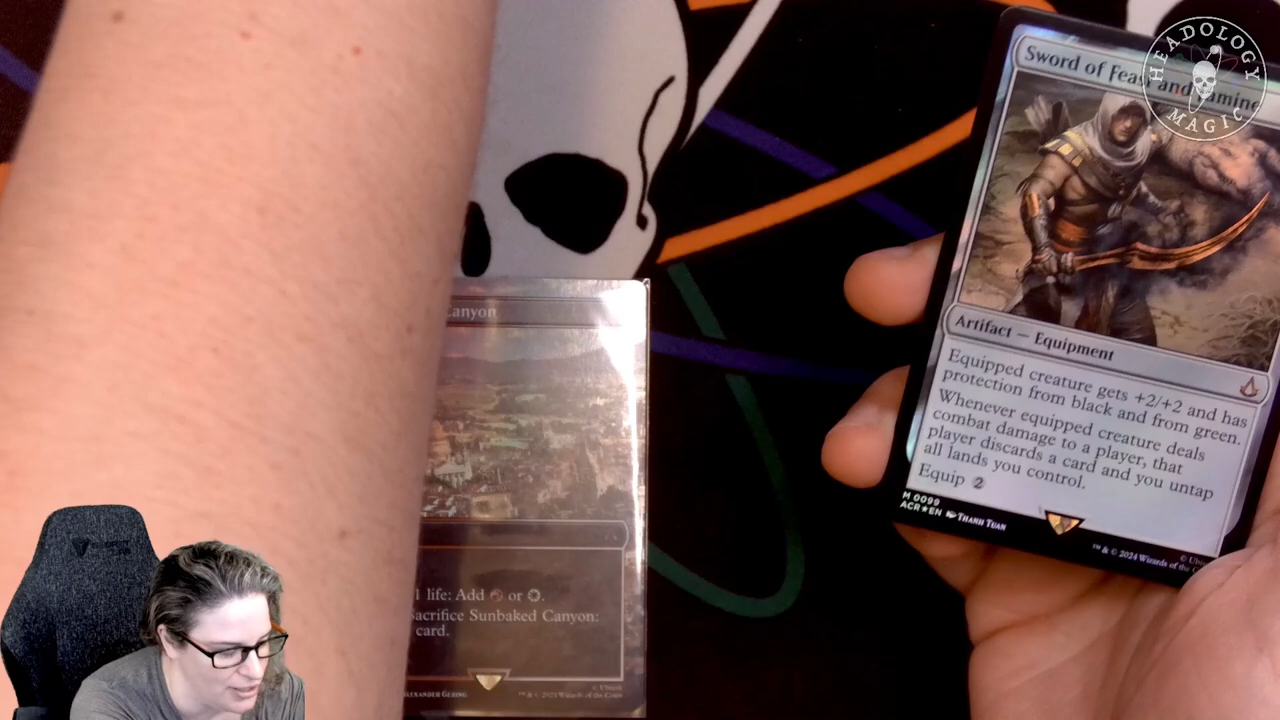 HEADOLOGY
MAGIC
Sword of Feast and Famine
Artifact — Equipment
Equipped creature gets +2/+2 and has
protection from black and from green.
Whenever equipped creature deals
combat damage to a player, that
player discards a card and you untap
all lands you control.
Equip 2
M 0099
ACR★EN THANH TUAN
™ & © 2024 Wizards of the
Canyon
1 life: Add or
Sacrifice Sunbaked Canyon:
card.
ALEXANDER GERING
™ & © 2024 Wizards of the Coast